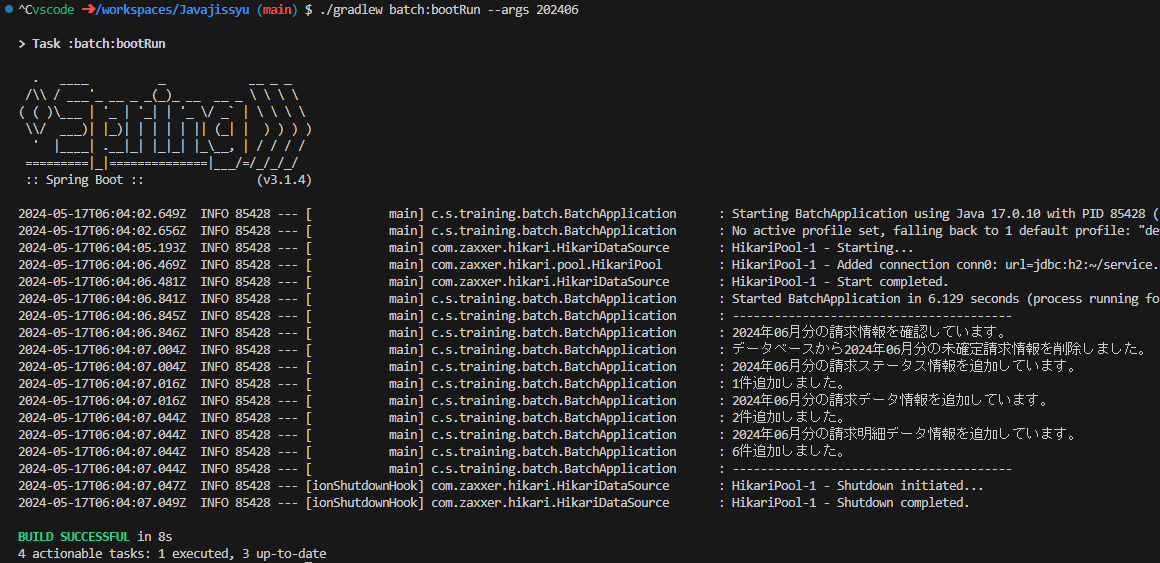 ^Cvscode ➜/workspaces/Javajissyu (main) $ ./gradlew batch:bootRun --args 202406
> Task :batch:bootRun
  .   ____          _            __ _ _
 /\\ / ___'_ __ _ _(_)_ __  __ _ \ \ \ \
( ( )\___ | '_ | '_| | '_ \/ _` | \ \ \ \
 \\/  ___)| |_)| | | | | || (_| |  ) ) ) )
  '  |____| .__|_| |_|_| |_\__, | / / / /
 =========|_|==============|___/=/_/_/_/
 :: Spring Boot ::                (v3.1.4)
2024-05-17T06:04:02.649Z  INFO 85428 --- [           main] c.s.training.batch.BatchApplication      : Starting BatchApplication using Java 17.0.10 with PID 85428 (
2024-05-17T06:04:02.656Z  INFO 85428 --- [           main] c.s.training.batch.BatchApplication      : No active profile set, falling back to 1 default profile: "de
2024-05-17T06:04:05.193Z  INFO 85428 --- [           main] com.zaxxer.hikari.HikariDataSource       : HikariPool-1 - Starting...
2024-05-17T06:04:06.469Z  INFO 85428 --- [           main] com.zaxxer.hikari.pool.HikariPool        : HikariPool-1 - Added connection conn0: url=jdbc:h2:~/service.
2024-05-17T06:04:06.481Z  INFO 85428 --- [           main] com.zaxxer.hikari.HikariDataSource       : HikariPool-1 - Start completed.
2024-05-17T06:04:06.841Z  INFO 85428 --- [           main] c.s.training.batch.BatchApplication      : Started BatchApplication in 6.129 seconds (process running fo
2024-05-17T06:04:06.845Z  INFO 85428 --- [           main] c.s.training.batch.BatchApplication      : ----------------------------------------
2024-05-17T06:04:06.846Z  INFO 85428 --- [           main] c.s.training.batch.BatchApplication      : 2024年06月分の請求情報を確認しています。
2024-05-17T06:04:07.004Z  INFO 85428 --- [           main] c.s.training.batch.BatchApplication      : データベースから2024年06月分の未確定請求情報を削除しました。
2024-05-17T06:04:07.004Z  INFO 85428 --- [           main] c.s.training.batch.BatchApplication      : 2024年06月分の請求ステータス情報を追加しています。
2024-05-17T06:04:07.016Z  INFO 85428 --- [           main] c.s.training.batch.BatchApplication      : 1件追加しました。
2024-05-17T06:04:07.016Z  INFO 85428 --- [           main] c.s.training.batch.BatchApplication      : 2024年06月分の請求データ情報を追加しています。
2024-05-17T06:04:07.044Z  INFO 85428 --- [           main] c.s.training.batch.BatchApplication      : 2件追加しました。
2024-05-17T06:04:07.044Z  INFO 85428 --- [           main] c.s.training.batch.BatchApplication      : 2024年06月分の請求明細データ情報を追加しています。
2024-05-17T06:04:07.044Z  INFO 85428 --- [           main] c.s.training.batch.BatchApplication      : 6件追加しました。
2024-05-17T06:04:07.044Z  INFO 85428 --- [           main] c.s.training.batch.BatchApplication      : ----------------------------------------
2024-05-17T06:04:07.047Z  INFO 85428 --- [ionShutdownHook] com.zaxxer.hikari.HikariDataSource       : HikariPool-1 - Shutdown initiated...
2024-05-17T06:04:07.049Z  INFO 85428 --- [ionShutdownHook] com.zaxxer.hikari.HikariDataSource       : HikariPool-1 - Shutdown completed.
BUILD SUCCESSFUL in 8s
4 actionable tasks: 1 executed, 3 up-to-date